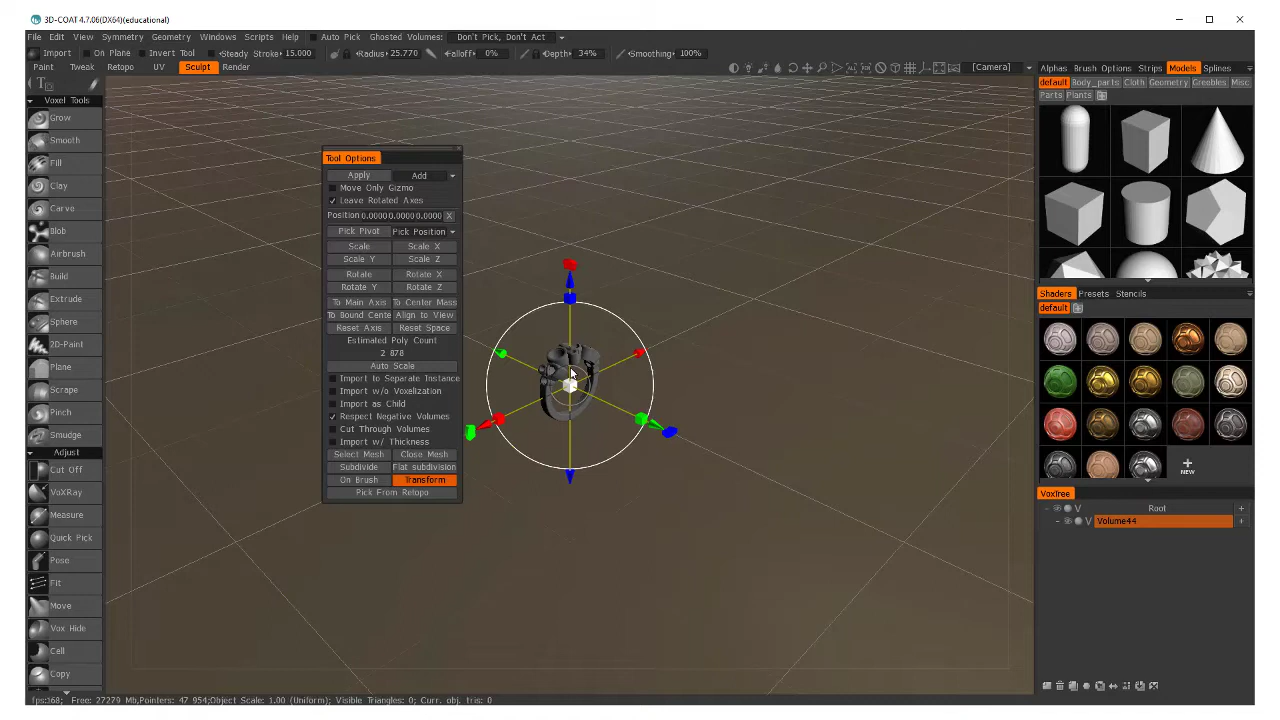 3D-COAT 4.7.06(DX64)(educational)
File Edit View Symmetry Geometry Windows Scripts Help Auto Pick Ghosted Volumes: Don't Pick, Don't Act
Import On Plane Invert Tool Steady Stroke 15.000 Radius 25.770 Falloff 0% Depth 34% Smoothing 100%
Paint Tweak Retopo UV Sculpt Render [Camera]
Voxel Tools
Grow
Smooth
Fill
Clay
Carve
Blob
Airbrush
Build
Extrude
Sphere
2D-Paint
Plane
Scrape
Pinch
Smudge
Adjust
Cut Off
VoXRay
Measure
Quick Pick
Pose
Fit
Move
Vox Hide
Cell
Copy
Tool Options
Apply Add
Move Only Gizmo
Leave Rotated Axes
Position 0.0000 0.0000 0.0000 X
Pick Pivot Pick Position
Scale Scale X
Scale Y Scale Z
Rotate Rotate X
Rotate Y Rotate Z
To Main Axis To Center Mass
To Bound Cente Align to View
Reset Axis Reset Space
Estimated Poly Count
2 878
Auto Scale
Import to Separate Instance
Import w/o Voxelization
Import as Child
Respect Negative Volumes
Cut Through Volumes
Import w/ Thickness
Select Mesh Close Mesh
Subdivide Flat subdivision
On Brush Transform
Pick From Retopo
Alphas Brush Options Strips Models Splines
default Body_parts Cloth Geometry Greebles Misc
Parts Plants
Shaders Presets Stencils
default
NEW
VoxTree
V Root +
V Volume44 +
fps:168; Free: 27279 Mb,Pointers: 47 954;Object Scale: 1.00 (Uniform); Visible Triangles: 0; Curr. obj. tris: 0